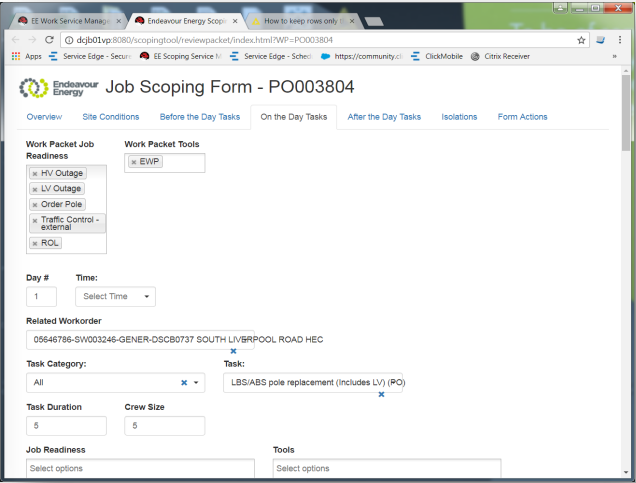 EE Work Service Manage ×
Endeavour Energy Scopin ×
How to keep rows only t ×
dcjb01vp:8080/scopingtool/reviewpacket/index.html?WP=PO003804
Apps
Service Edge - Secure
EE Scoping Service M
Service Edge - Sched
https://community.cli
ClickMobile
Citrix Receiver
»
Endeavour Energy
Job Scoping Form - PO003804
Overview
Site Conditions
Before the Day Tasks
On the Day Tasks
After the Day Tasks
Isolations
Form Actions
Work Packet Job Readiness
Work Packet Tools
× HV Outage
× EWP
× LV Outage
× Order Pole
× Traffic Control - external
× ROL
Day #
Time:
1
Select Time
Related Workorder
05646786-SW003246-GENER-DSCB0737 SOUTH LIVERPOOL ROAD HEC
Task Category:
Task:
All
LBS/ABS pole replacement (Includes LV) (PO)
Task Duration
Crew Size
5
5
Job Readiness
Tools
Select options
Select options